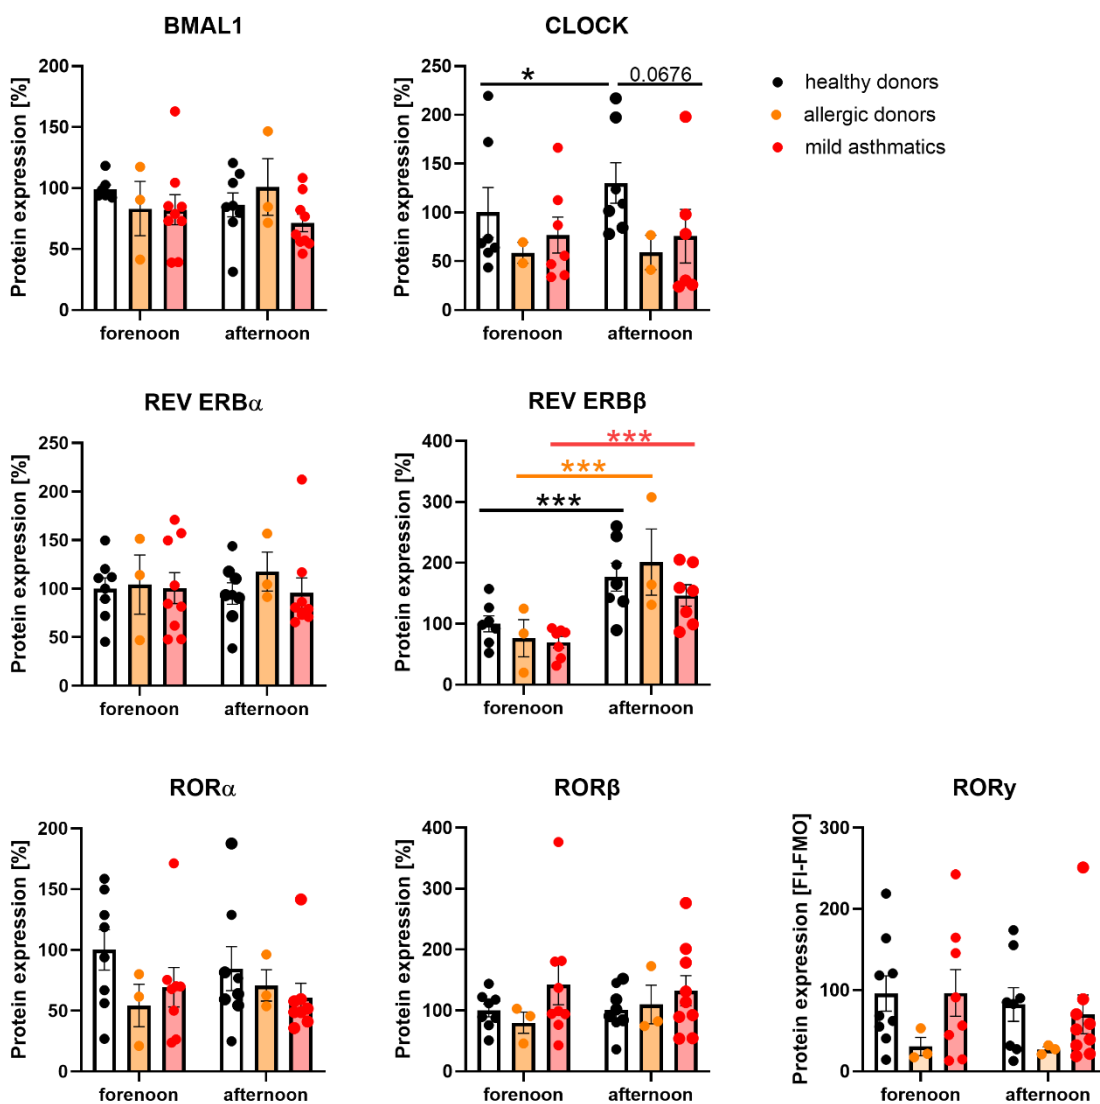 BMAL1
Protein expression [%]
200
150
100
50
0
forenoon
afternoon
CLOCK
Protein expression [%]
250
200
150
100
50
0
*
0.0676
forenoon
afternoon
healthy donors
allergic donors
mild asthmatics
REV ERBα
Protein expression [%]
250
200
150
100
50
0
forenoon
afternoon
REV ERBβ
Protein expression [%]
400
300
200
100
0
***
***
***
forenoon
afternoon
RORα
Protein expression [%]
200
150
100
50
0
forenoon
afternoon
RORβ
Protein expression [%]
400
300
200
100
0
forenoon
afternoon
RORy
Protein expression [FI-FMO]
300
200
100
0
forenoon
afternoon